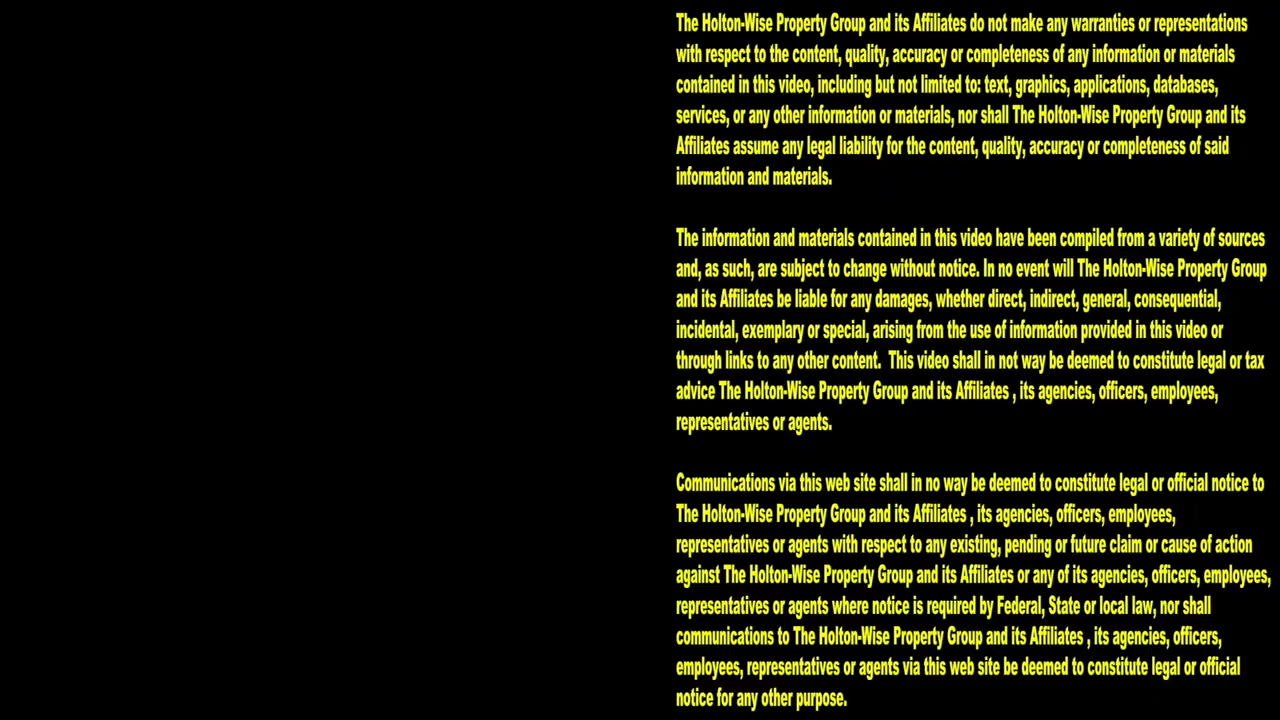 The Holton-Wise Property Group and its Affiliates do not make any warranties or representations
with respect to the content, quality, accuracy or completeness of any information or materials
contained in this video, including but not limited to: text, graphics, applications, databases,
services, or any other information or materials, nor shall The Holton-Wise Property Group and its
Affiliates assume any legal liability for the content, quality, accuracy or completeness of said
information and materials.
The information and materials contained in this video have been compiled from a variety of sources
and, as such, are subject to change without notice. In no event will The Holton-Wise Property Group
and its Affiliates be liable for any damages, whether direct, indirect, general, consequential,
incidental, exemplary or special, arising from the use of information provided in this video or
through links to any other content.  This video shall in not way be deemed to constitute legal or tax
advice The Holton-Wise Property Group and its Affiliates , its agencies, officers, employees,
representatives or agents.
Communications via this web site shall in no way be deemed to constitute legal or official notice to
The Holton-Wise Property Group and its Affiliates , its agencies, officers, employees,
representatives or agents with respect to any existing, pending or future claim or cause of action
against The Holton-Wise Property Group and its Affiliates or any of its agencies, officers, employees,
representatives or agents where notice is required by Federal, State or local law, nor shall
communications to The Holton-Wise Property Group and its Affiliates , its agencies, officers,
employees, representatives or agents via this web site be deemed to constitute legal or official
notice for any other purpose.